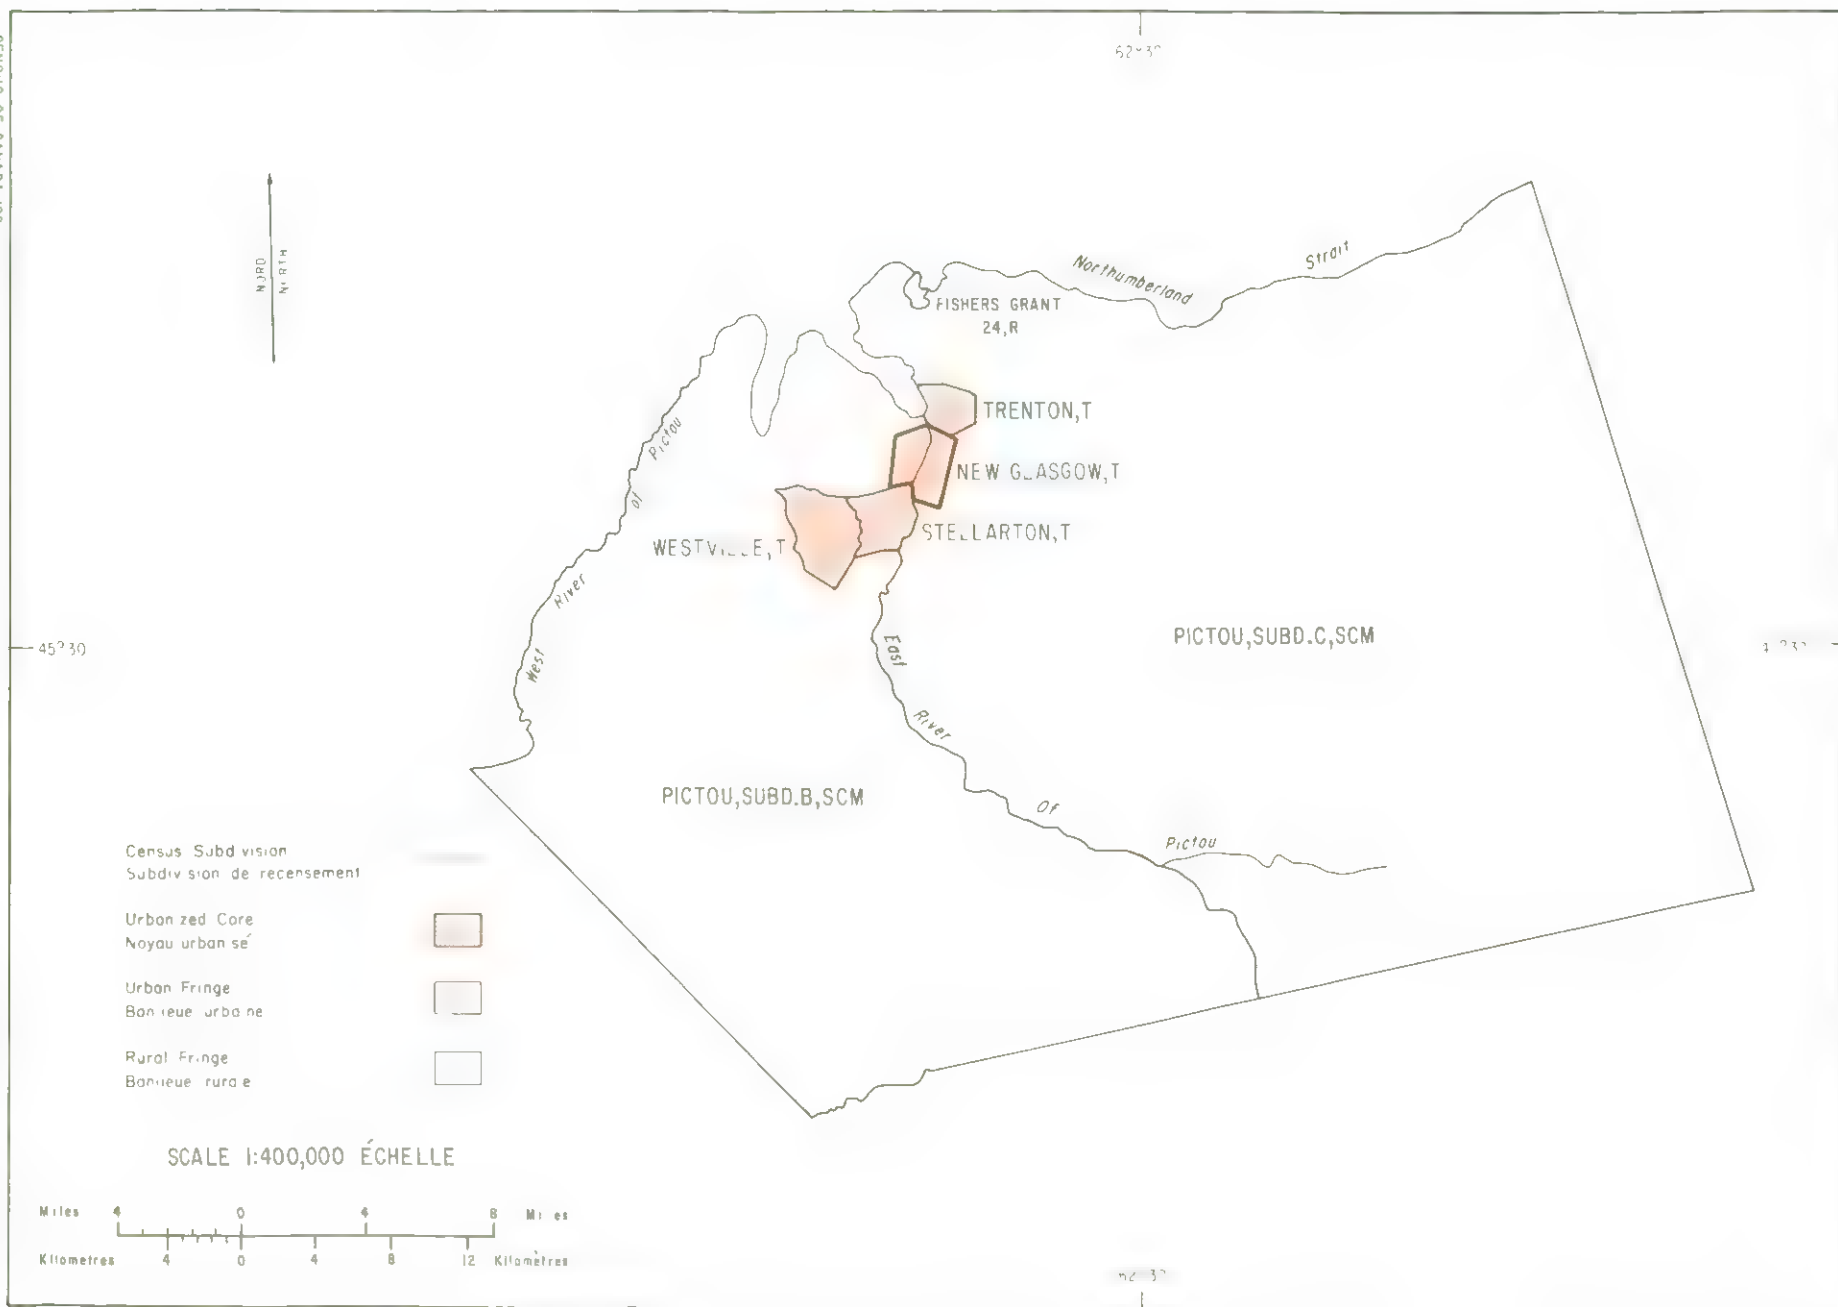 NORD
NORTH
Northumberland
Strait
FISHERS GRANT
24,R
TRENTON,T
NEW GLASGOW,T
STELLARTON,T
WESTVILLE,T
West
River
of
Pictou
East
River
Of
Pictou
45°30
PICTOU,SUBD.C,SCM
PICTOU,SUBD.B,SCM
Census Subdivision
Subdivision de recensement
Urbanized Core
Noyau urbanisé
Urban Fringe
Banlieue urbaine
Rural Fringe
Banlieue rurale
SCALE 1:400,000 ÉCHELLE
Miles 4 0 4 8 Miles
Kilometres 4 0 4 8 12 Kilomètres